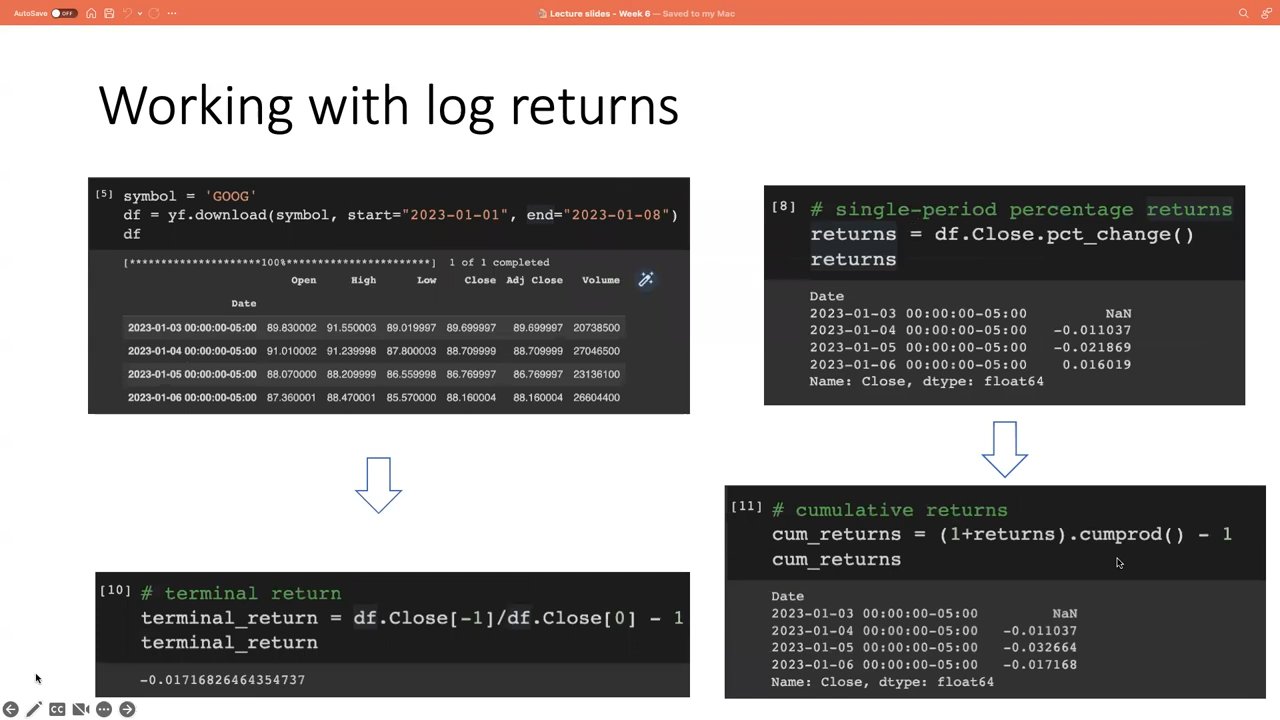 AutoSave OFF
Lecture slides - Week 6 — Saved to my Mac
Working with log returns
[5] symbol = 'GOOG'
df = yf.download(symbol, start="2023-01-01", end="2023-01-08")
df
[*********************100%***********************] 1 of 1 completed
Open High Low Close Adj Close Volume
Date
2023-01-03 00:00:00-05:00 89.830002 91.550003 89.019997 89.699997 89.699997 20738500
2023-01-04 00:00:00-05:00 91.010002 91.239998 87.800003 88.709999 88.709999 27046500
2023-01-05 00:00:00-05:00 88.070000 88.209999 86.559998 86.769997 86.769997 23136100
2023-01-06 00:00:00-05:00 87.360001 88.470001 85.570000 88.160004 88.160004 26604400
[10] # terminal return
terminal_return = df.Close[-1]/df.Close[0] - 1
terminal_return
-0.01716826464354737
[8] # single-period percentage returns
returns = df.Close.pct_change()
returns
Date
2023-01-03 00:00:00-05:00 NaN
2023-01-04 00:00:00-05:00 -0.011037
2023-01-05 00:00:00-05:00 -0.021869
2023-01-06 00:00:00-05:00 0.016019
Name: Close, dtype: float64
[11] # cumulative returns
cum_returns = (1+returns).cumprod() - 1
cum_returns
Date
2023-01-03 00:00:00-05:00 NaN
2023-01-04 00:00:00-05:00 -0.011037
2023-01-05 00:00:00-05:00 -0.032664
2023-01-06 00:00:00-05:00 -0.017168
Name: Close, dtype: float64
CC